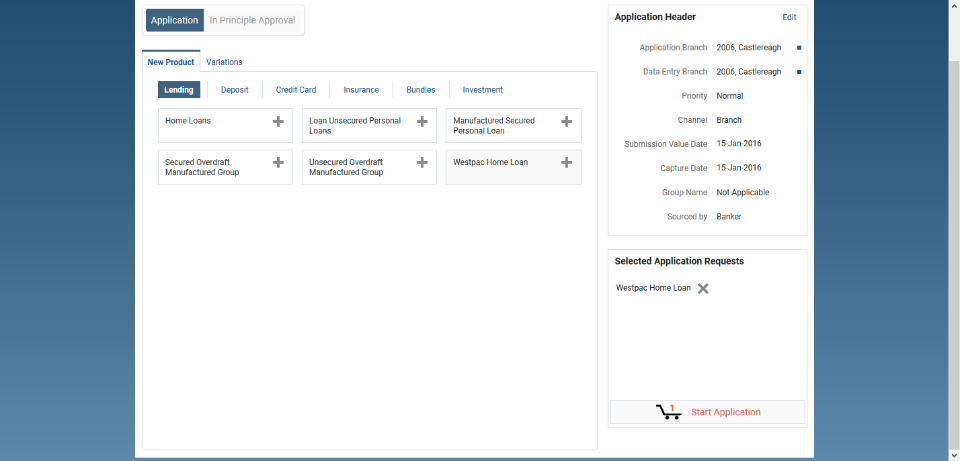 Application In Principle Approval
New Product Variations
Lending Deposit Credit Card Insurance Bundles Investment
Home Loans
Loan Unsecured Personal
Loans
Manufactured Secured
Personal Loan
Secured Overdraft
Manufactured Group
Unsecured Overdraft
Manufactured Group
Westpac Home Loan
Application Header Edit
Application Branch 2006, Castlereagh
Data Entry Branch 2006, Castlereagh
Priority Normal
Channel Branch
Submission Value Date 15-Jan-2016
Capture Date 15-Jan-2016
Group Name Not Applicable
Sourced by Banker
Selected Application Requests
Westpac Home Loan
1 Start Application